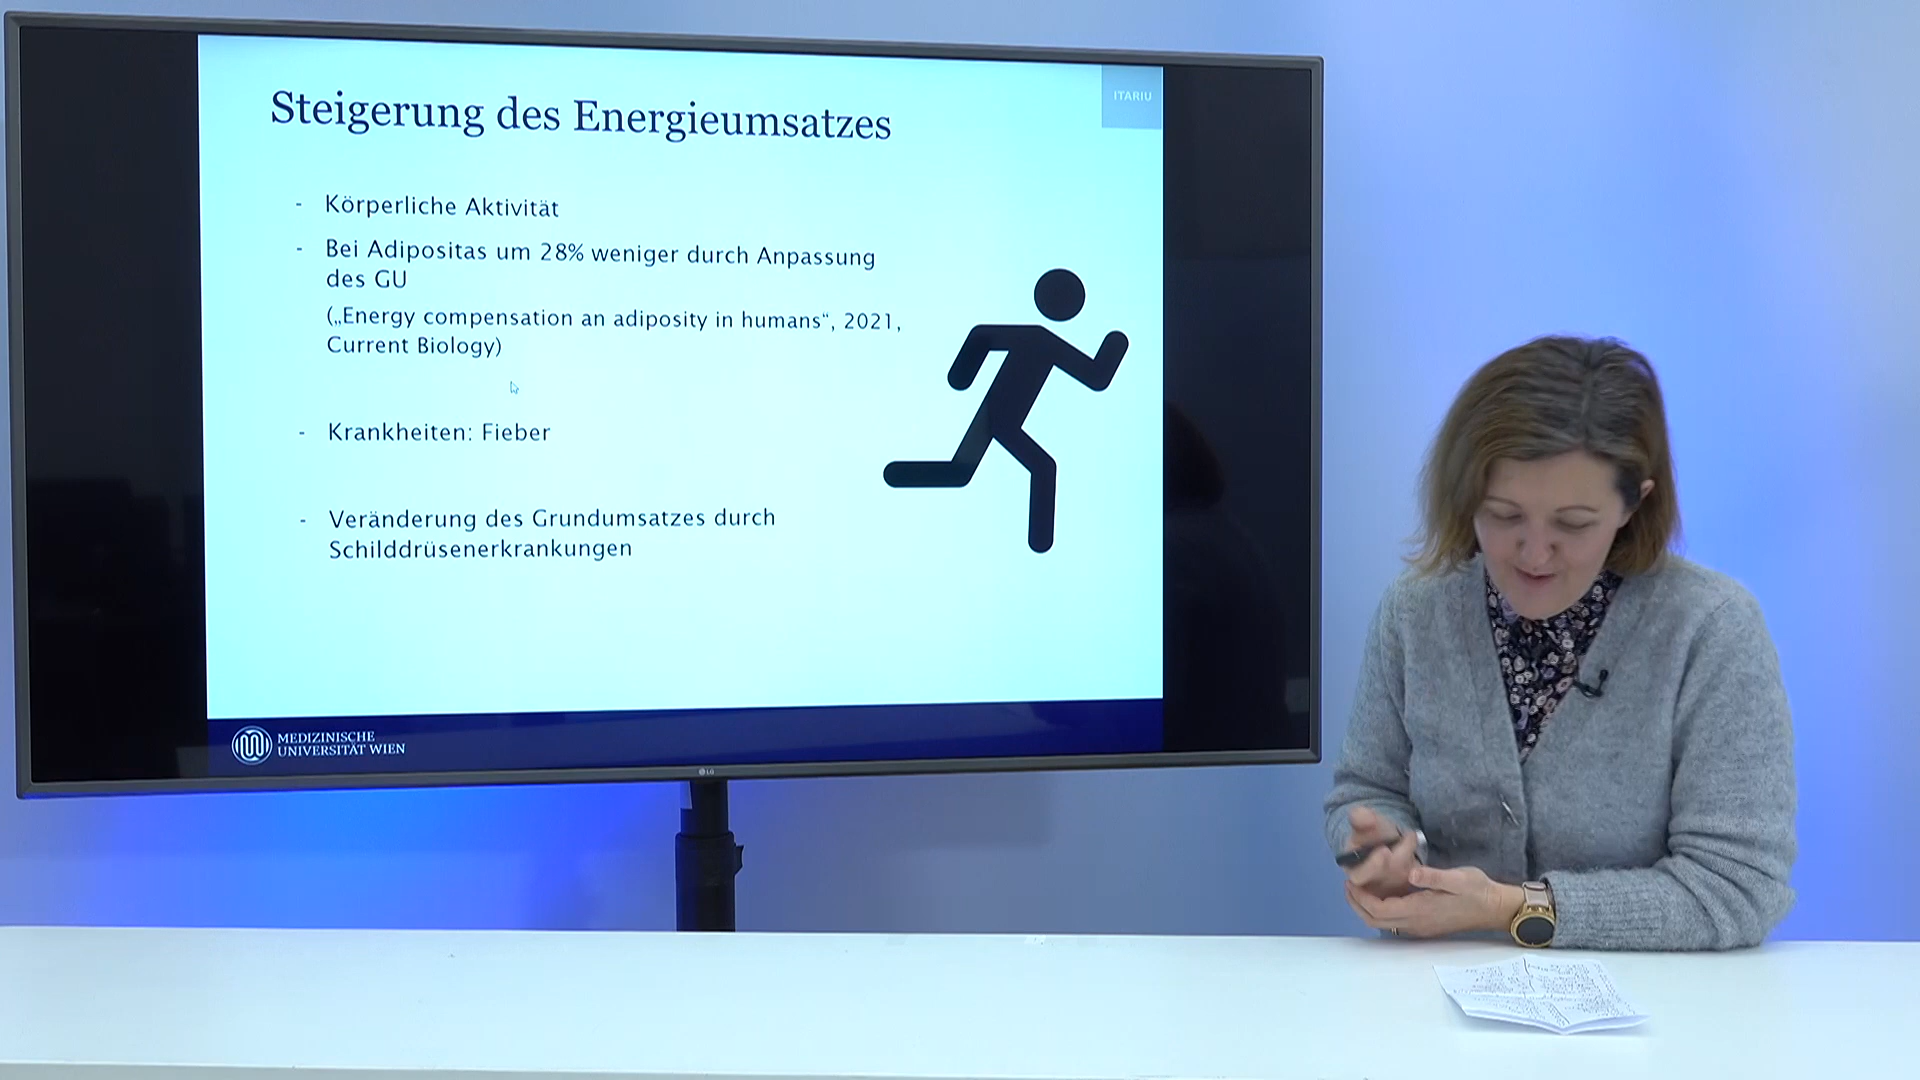 Steigerung des Energieumsatzes
ITARIU
- Körperliche Aktivität
- Bei Adipositas um 28% weniger durch Anpassung
des GU
(„Energy compensation an adiposity in humans“, 2021,
Current Biology)
- Krankheiten: Fieber
- Veränderung des Grundumsatzes durch
Schilddrüsenerkrankungen
MEDIZINISCHE
UNIVERSITÄT WIEN
LG